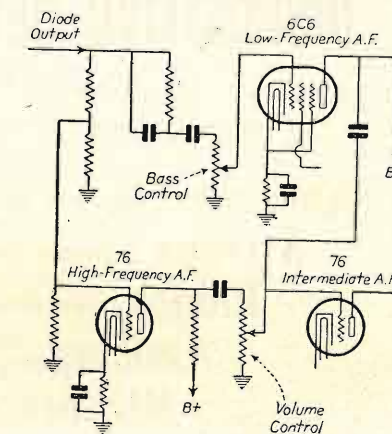 Diode
Output
6C6
Low-Frequency A.F.
Bass
Control
B
76
High-Frequency A.F.
76
Intermediate A.F.
B+
Volume
Control